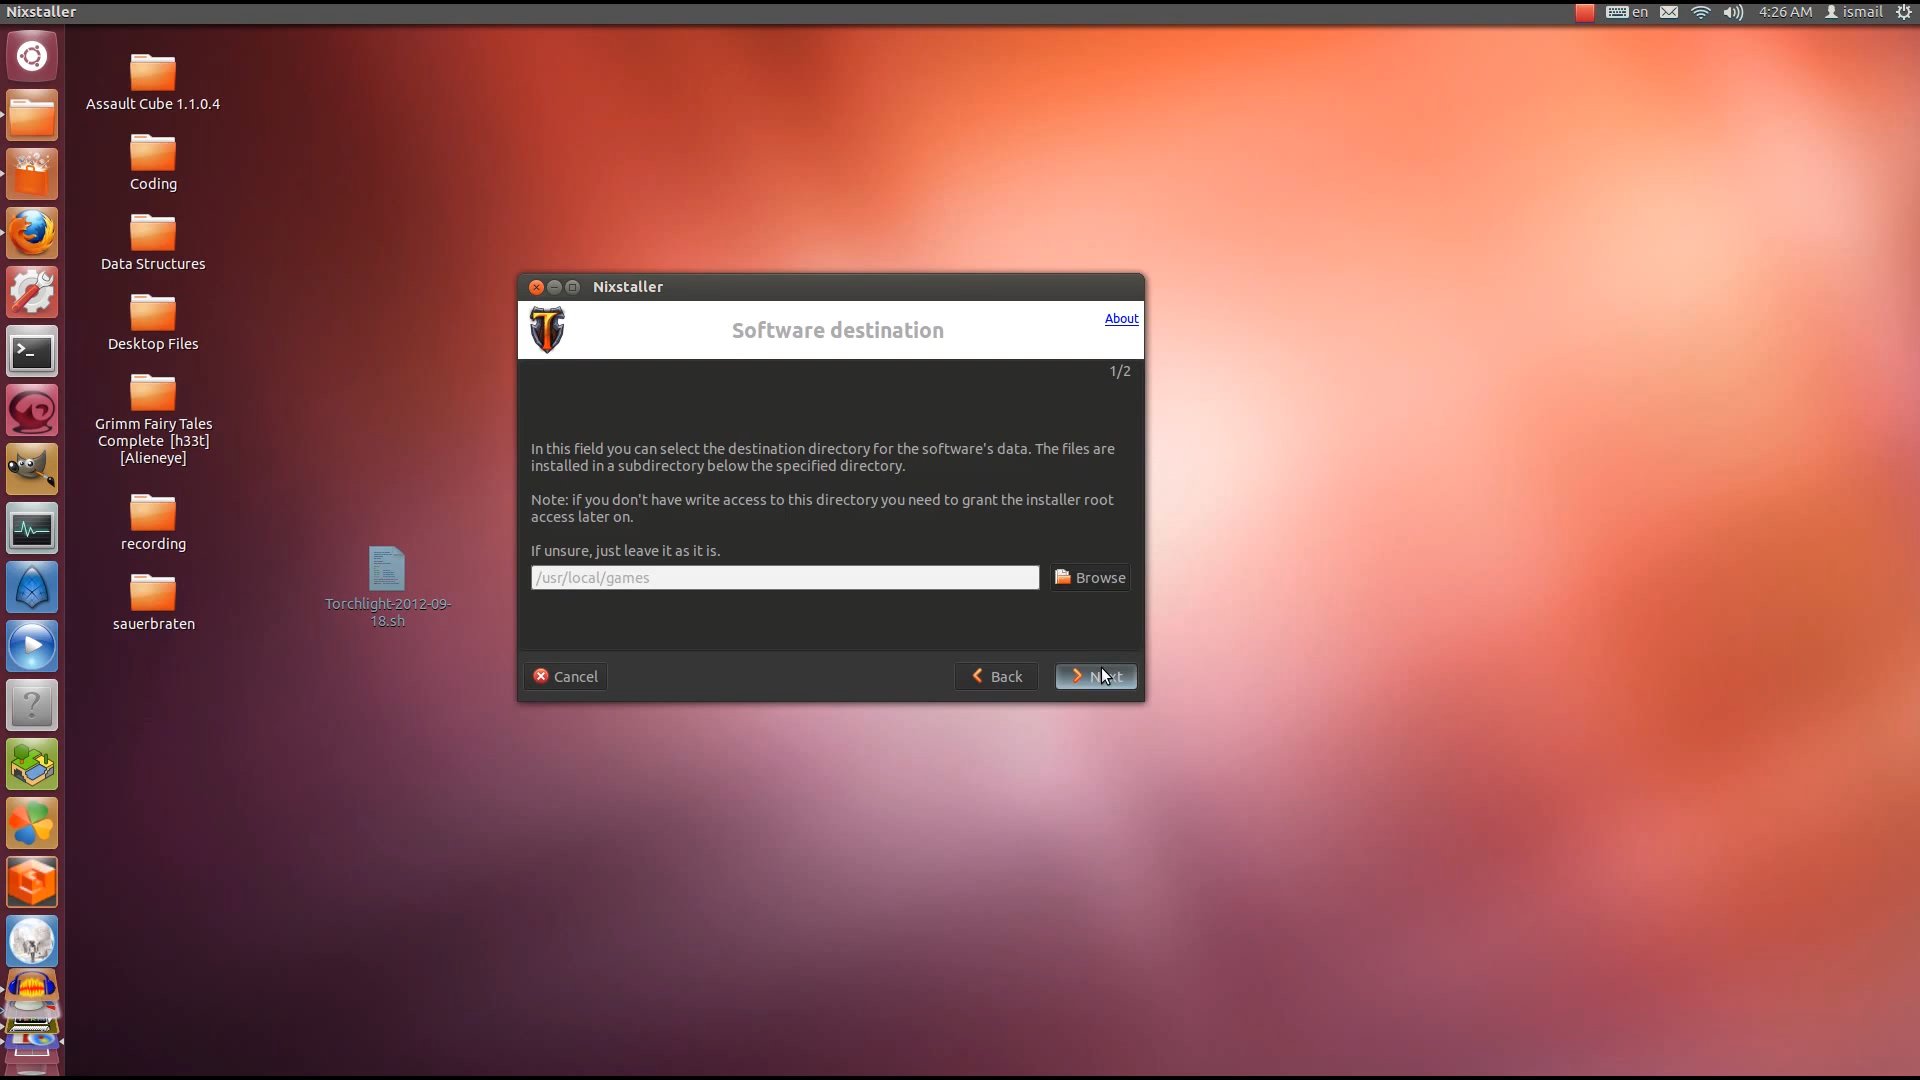 Nixstaller
en
4:26 AM
ismail
Assault Cube 1.1.0.4
Coding
Data Structures
Desktop Files
Grimm Fairy Tales
Complete [h33t]
[Alieneye]
recording
sauerbraten
Torchlight-2012-09-
18.sh
Nixstaller
Software destination
About
1/2
In this field you can select the destination directory for the software's data. The files are
installed in a subdirectory below the specified directory.
Note: if you don't have write access to this directory you need to grant the installer root
access later on.
If unsure, just leave it as it is.
/usr/local/games
Browse
Cancel
Back
Next